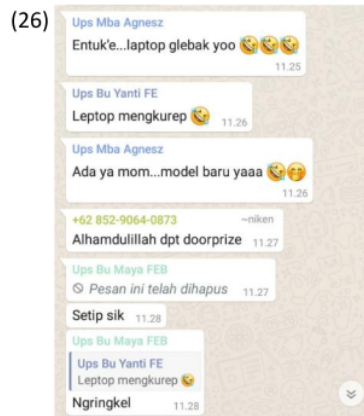 (26)
Ups Mba Agnesz
Entuk'e...laptop glebak yoo 🤣🤣🤣
11.25
Ups Bu Yanti FE
Leptop mengkurep 🤣 11.26
Ups Mba Agnesz
Ada ya mom...model baru yaaa 🤣🤭
11.26
+62 852-9064-0873 ~niken
Alhamdulillah dpt doorprize 11.27
Ups Bu Maya FEB
Pesan ini telah dihapus 11.27
Setip sik 11.28
Ups Bu Maya FEB
Ups Bu Yanti FE
Leptop mengkurep 🤣
Ngringkel 11.28